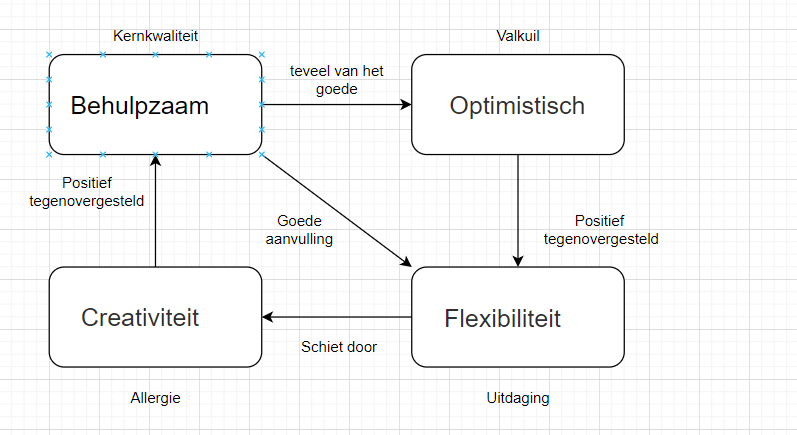 Kernkwaliteit
Valkuil
Behulpzaam
teveel van het
goede
Optimistisch
Positief
tegenovergesteld
Goede
aanvulling
Positief
tegenovergesteld
Creativiteit
Schiet door
Flexibiliteit
Allergie
Uitdaging